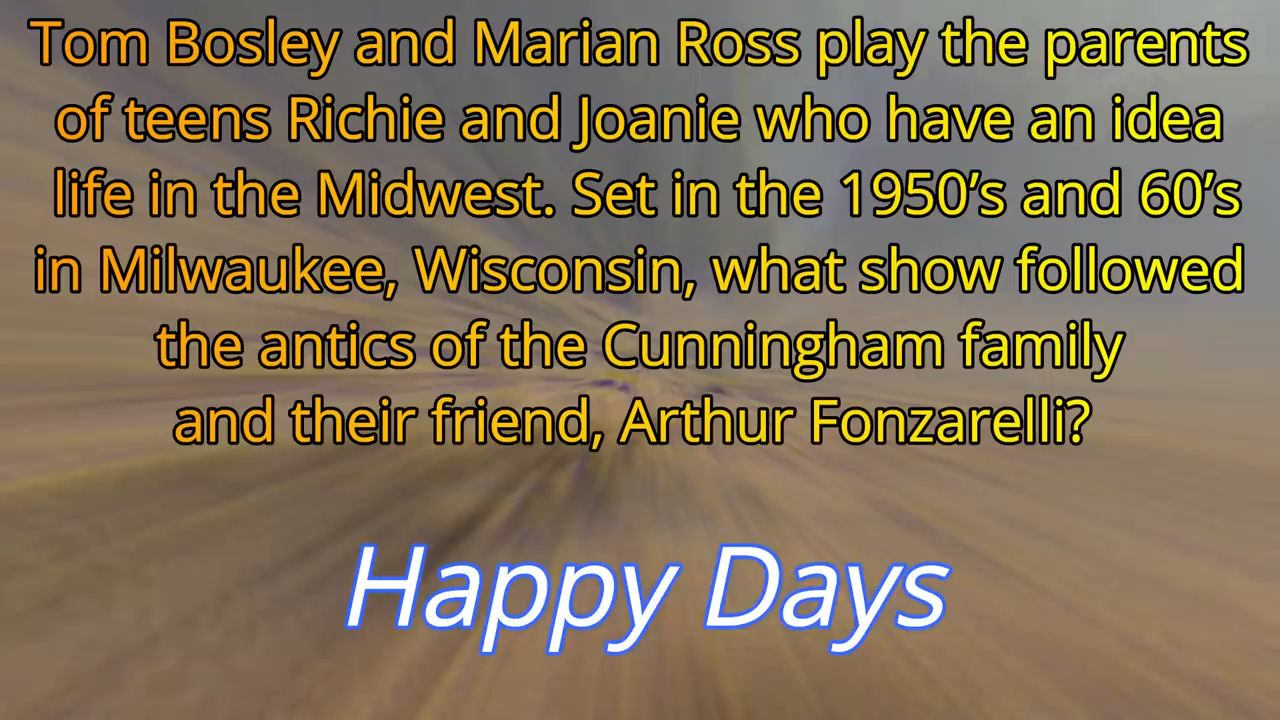 Tom Bosley and Marian Ross play the parents
of teens Richie and Joanie who have an idea
life in the Midwest. Set in the 1950’s and 60’s
in Milwaukee, Wisconsin, what show followed
the antics of the Cunningham family
and their friend, Arthur Fonzarelli?
Happy Days